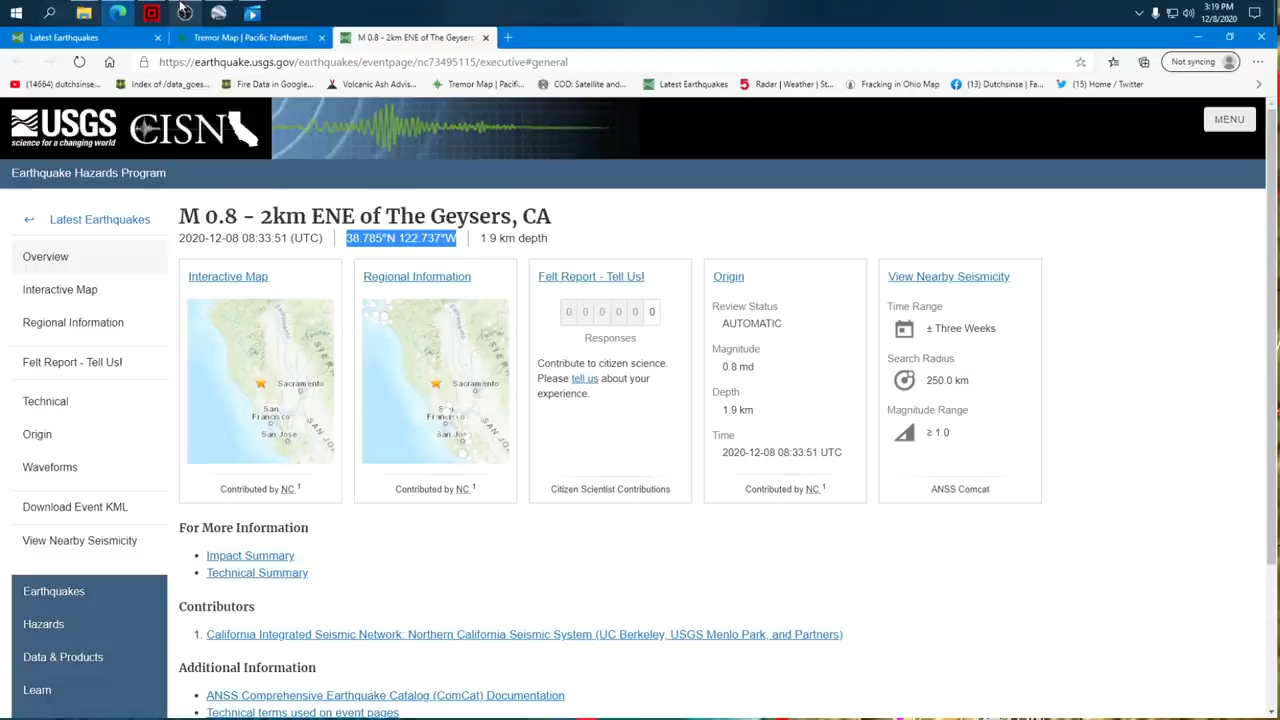 3:19 PM
12/8/2020
Latest Earthquakes
Tremor Map | Pacific Northwest
M 0.8 - 2km ENE of The Geysers,
https://earthquake.usgs.gov/earthquakes/eventpage/nc73495115/executive#general
Not syncing
(14664) dutchsinse...
Index of /data_goes...
Fire Data in Google...
Volcanic Ash Advis...
Tremor Map | Pacifi...
COD: Satellite and...
Latest Earthquakes
Radar | Weather | St...
Fracking in Ohio Map
(13) Dutchsinse | Fa...
(15) Home / Twitter
USGS
science for a changing world
CISN
MENU
Earthquake Hazards Program
Latest Earthquakes
Overview
Interactive Map
Regional Information
Felt Report - Tell Us!
Technical
Origin
Waveforms
Download Event KML
View Nearby Seismicity
Earthquakes
Hazards
Data & Products
Learn
M 0.8 - 2km ENE of The Geysers, CA
2020-12-08 08:33:51 (UTC)
38.785°N 122.737°W
1.9 km depth
Interactive Map
Sacramento
San
Francisco
San Jose
Contributed by NC 1
Regional Information
Sacramento
San
Francisco
San Jose
Contributed by NC 1
Felt Report - Tell Us!
0 0 0 0 0 0
Responses
Contribute to citizen science.
Please tell us about your
experience.
Citizen Scientist Contributions
Origin
Review Status
AUTOMATIC
Magnitude
0.8 md
Depth
1.9 km
Time
2020-12-08 08:33:51 UTC
Contributed by NC 1
View Nearby Seismicity
Time Range
± Three Weeks
Search Radius
250.0 km
Magnitude Range
≥ 1.0
ANSS Comcat
For More Information
Impact Summary
Technical Summary
Contributors
1. California Integrated Seismic Network: Northern California Seismic System (UC Berkeley, USGS Menlo Park, and Partners)
Additional Information
ANSS Comprehensive Earthquake Catalog (ComCat) Documentation
Technical terms used on event pages